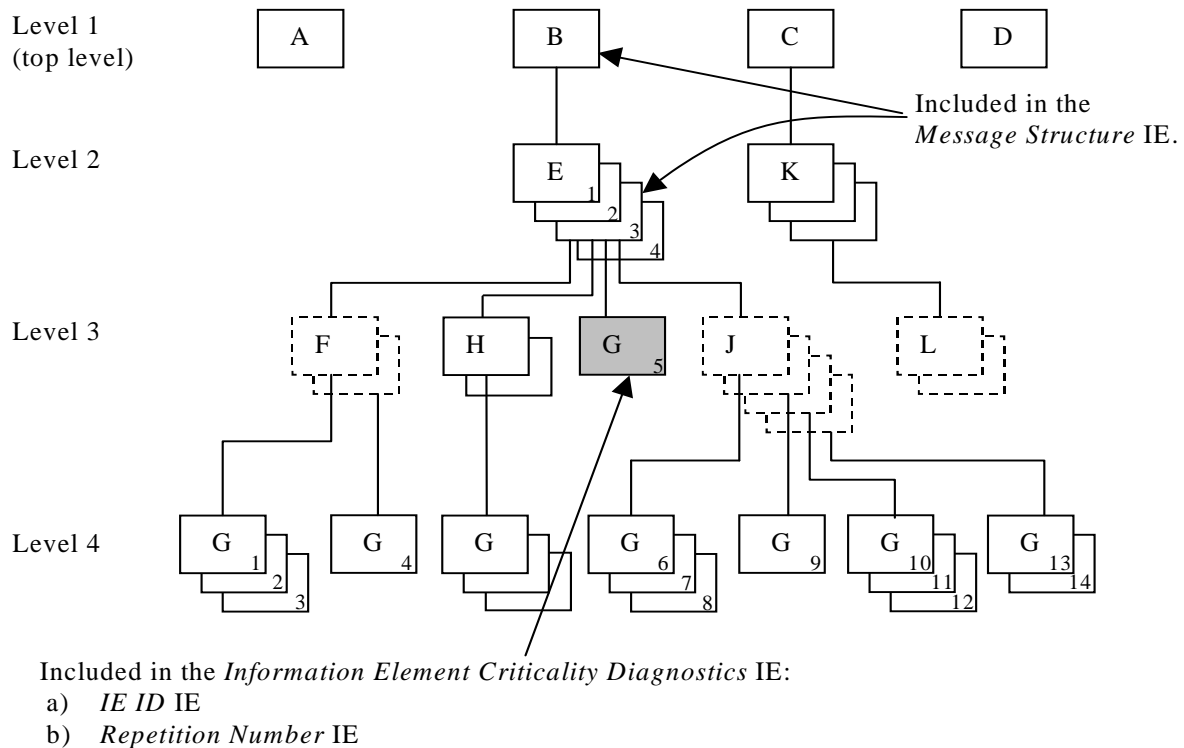 Level 1
(top level)
A
B
C
D
Included in the
Message Structure IE.
Level 2
E
1
2
3
4
K
Level 3
F
H
G
5
J
L
Level 4
G
1
2
3
G
4
G
G
6
7
8
G
9
G
10
11
12
G
13
14
Included in the Information Element Criticality Diagnostics IE:
a) IE ID IE
b) Repetition Number IE